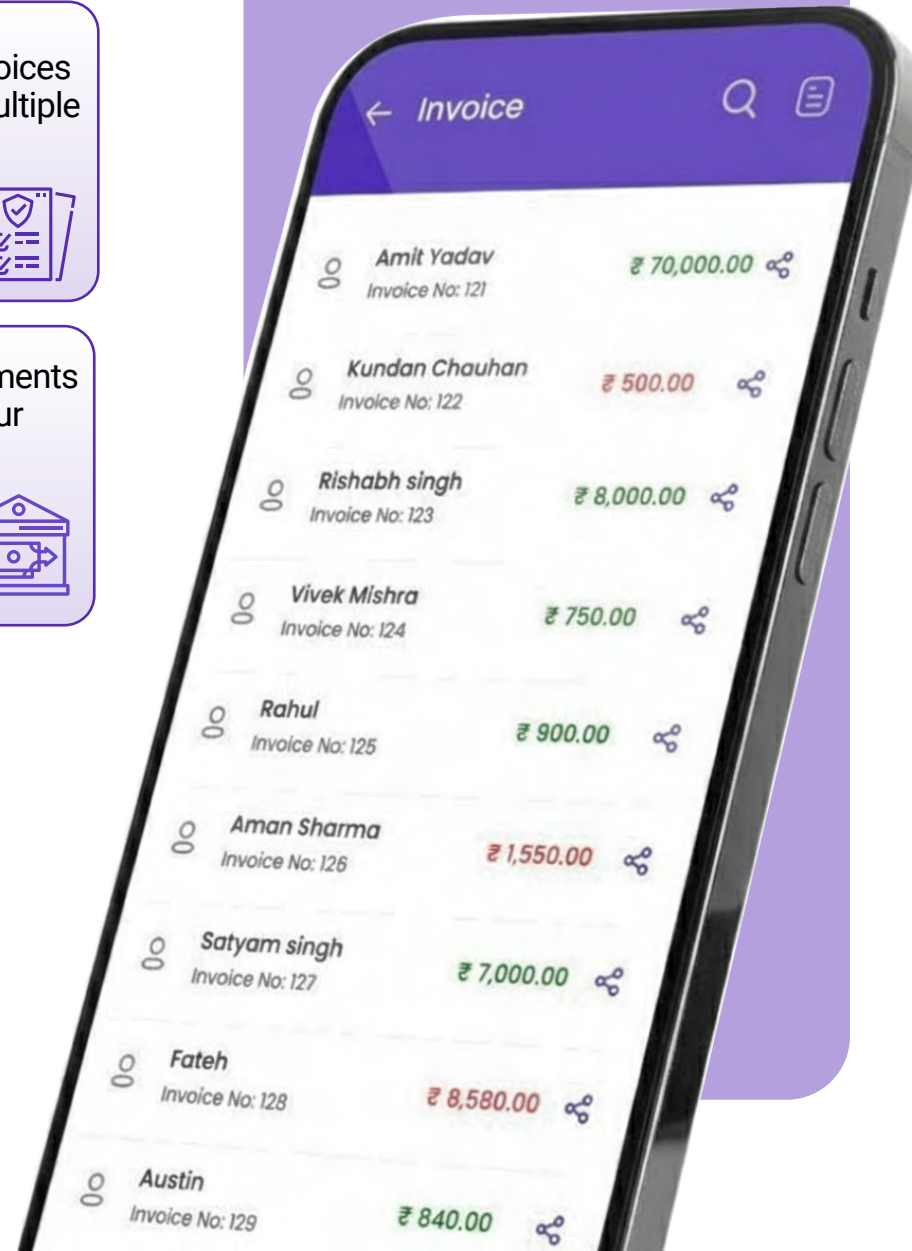 oices
ultiple
ments
ur
Invoice
Amit Yadav ₹ 70,000.00
Invoice No: 121
Kundan Chauhan ₹ 500.00
Invoice No: 122
Rishabh singh ₹ 8,000.00
Invoice No: 123
Vivek Mishra ₹ 750.00
Invoice No: 124
Rahul ₹ 900.00
Invoice No: 125
Aman Sharma ₹ 1,550.00
Invoice No: 126
Satyam singh ₹ 7,000.00
Invoice No: 127
Fateh ₹ 8,580.00
Invoice No: 128
Austin ₹ 840.00
Invoice No: 129